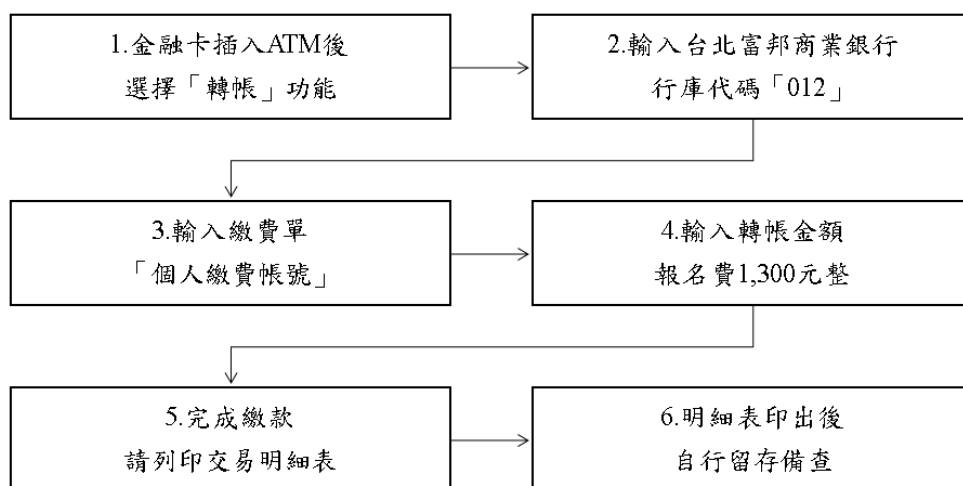 1.金融卡插入ATM後
選擇「轉帳」功能
2.輸入台北富邦商業銀行
行庫代碼「012」
3.輸入繳費單
「個人繳費帳號」
4.輸入轉帳金額
報名費1,300元整
5.完成繳款
請列印交易明細表
6.明細表印出後
自行留存備查